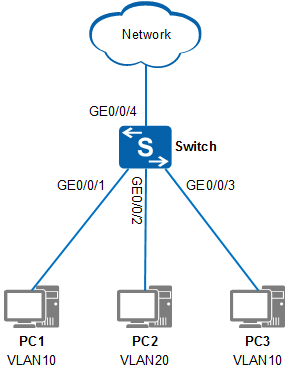 Network
GE0/0/4
S
Switch
GE0/0/1
GE0/0/2
GE0/0/3
PC1
PC2
PC3
VLAN10
VLAN20
VLAN10